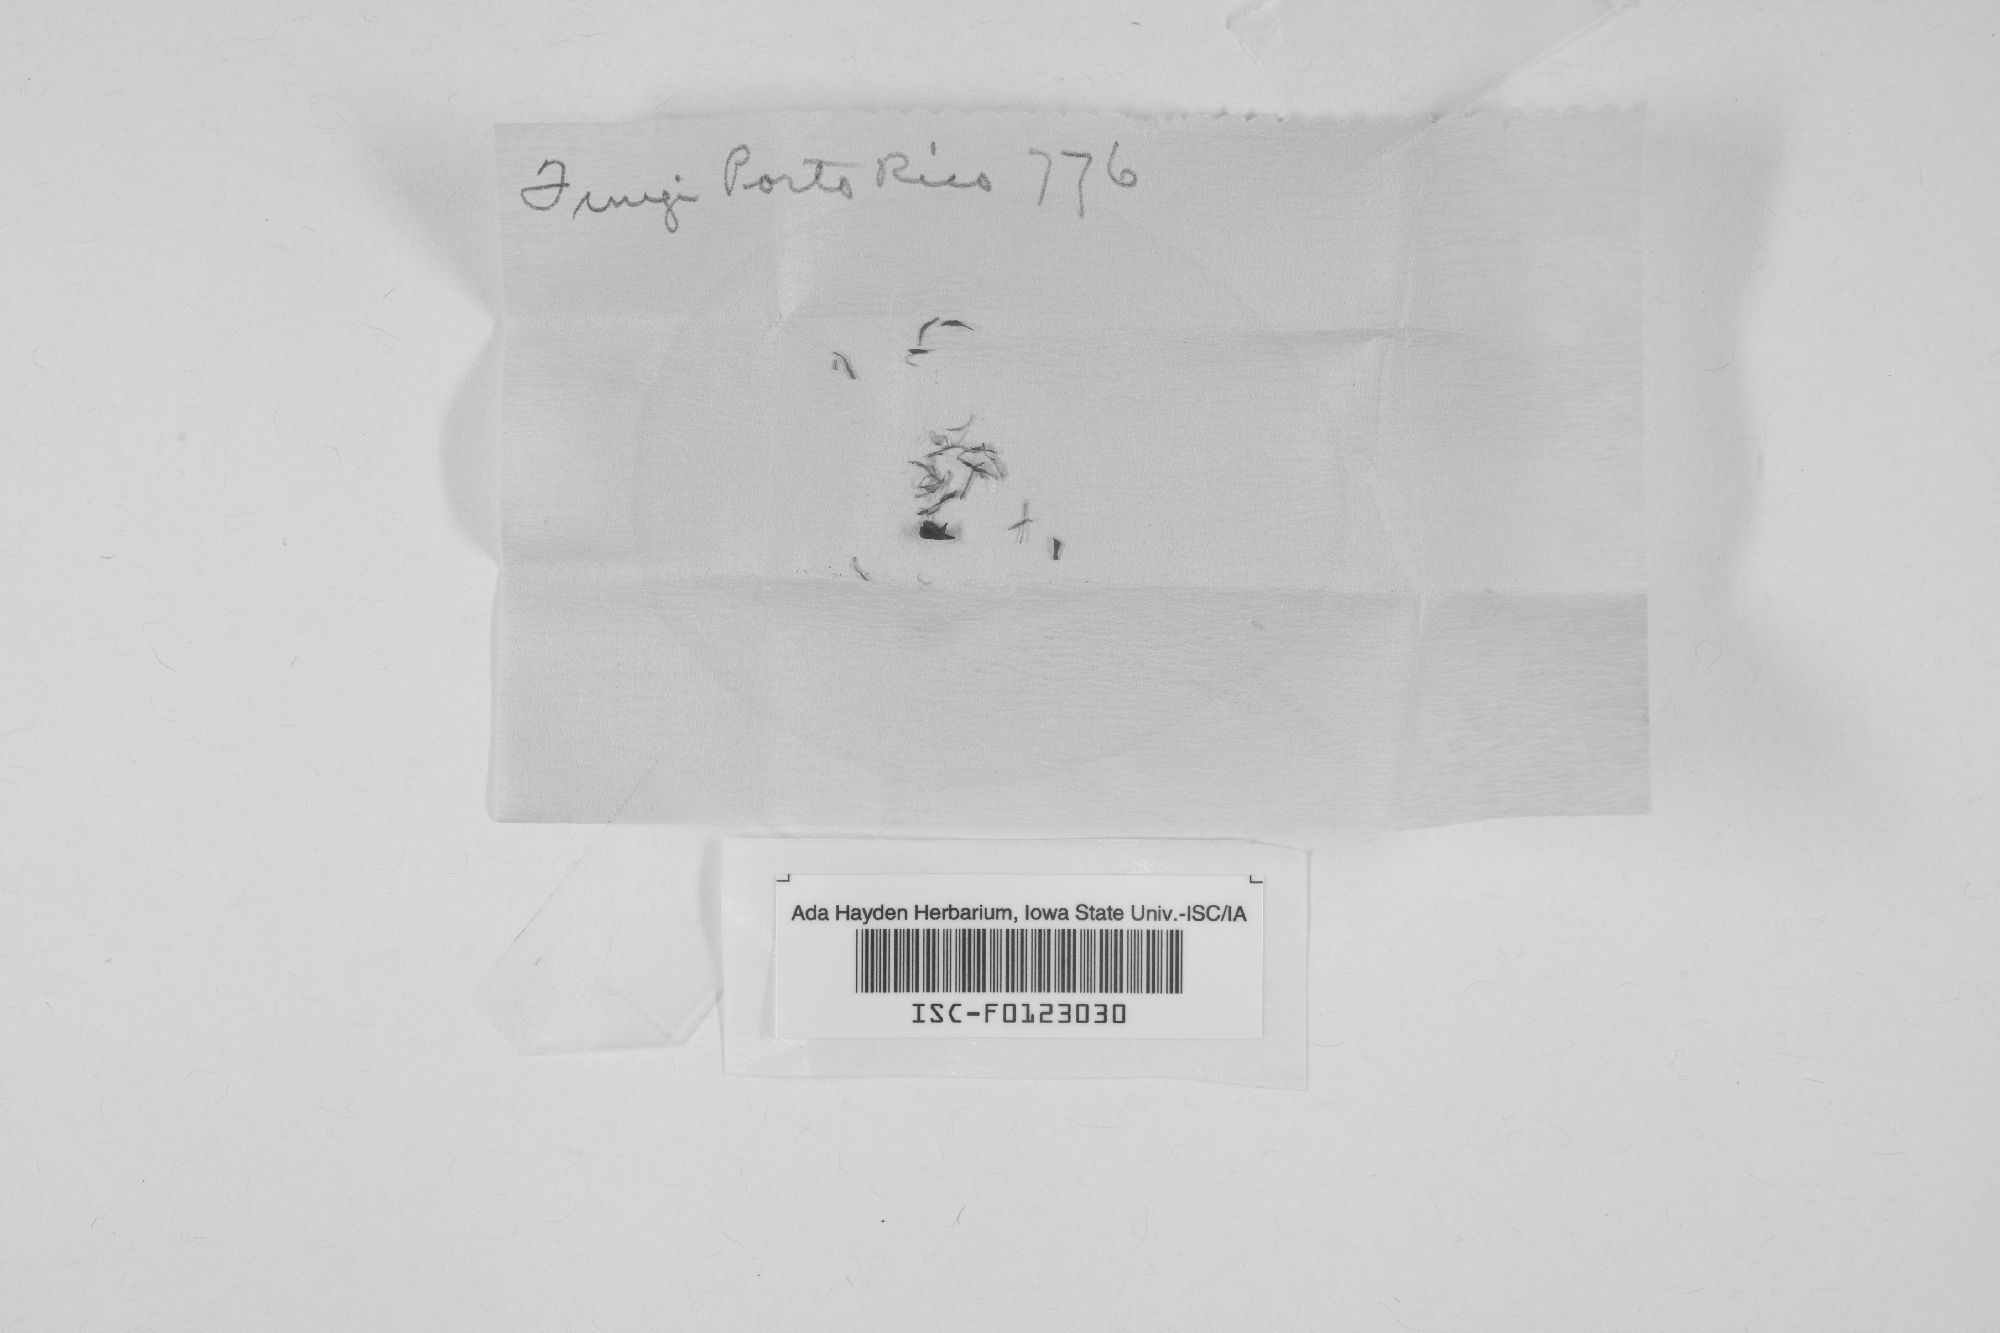 Fungi Porto Rico 776
Ada Hayden Herbarium, Iowa State Univ.-ISC/IA
ISC-F0123030